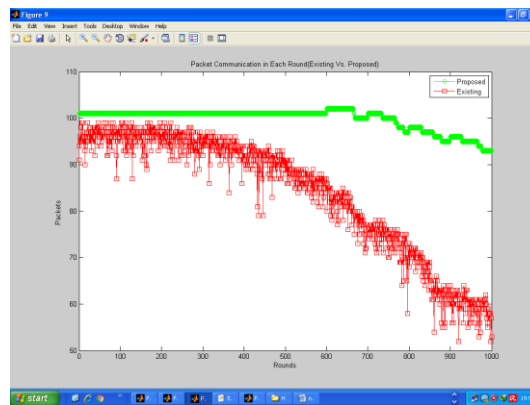 Figure 9
File Edit View Insert Tools Desktop Window Help
Packet Communication in Each Round(Existing Vs. Proposed)
Proposed
Existing
110
100
90
80
70
60
50
Packets
0 100 200 300 400 500 600 700 800 900 1000
Rounds
start